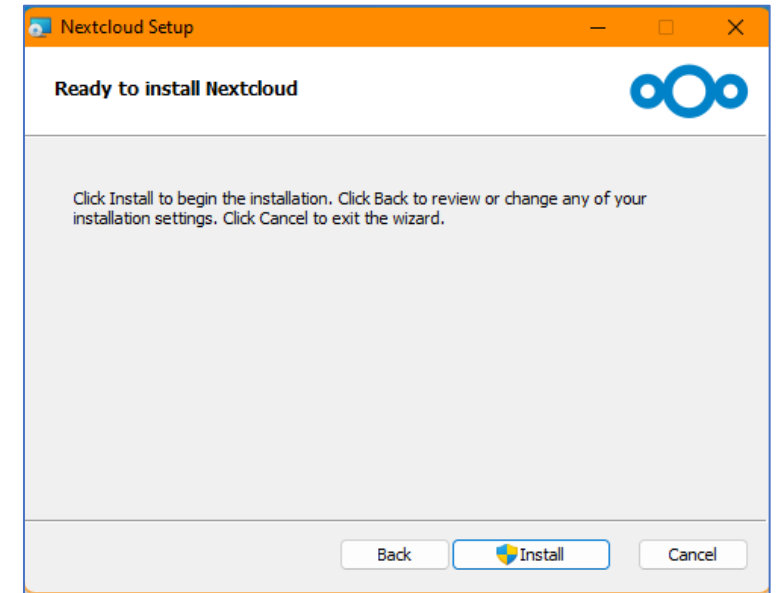 Nextcloud Setup
Ready to install Nextcloud
Click Install to begin the installation. Click Back to review or change any of your
installation settings. Click Cancel to exit the wizard.
Back Install Cancel